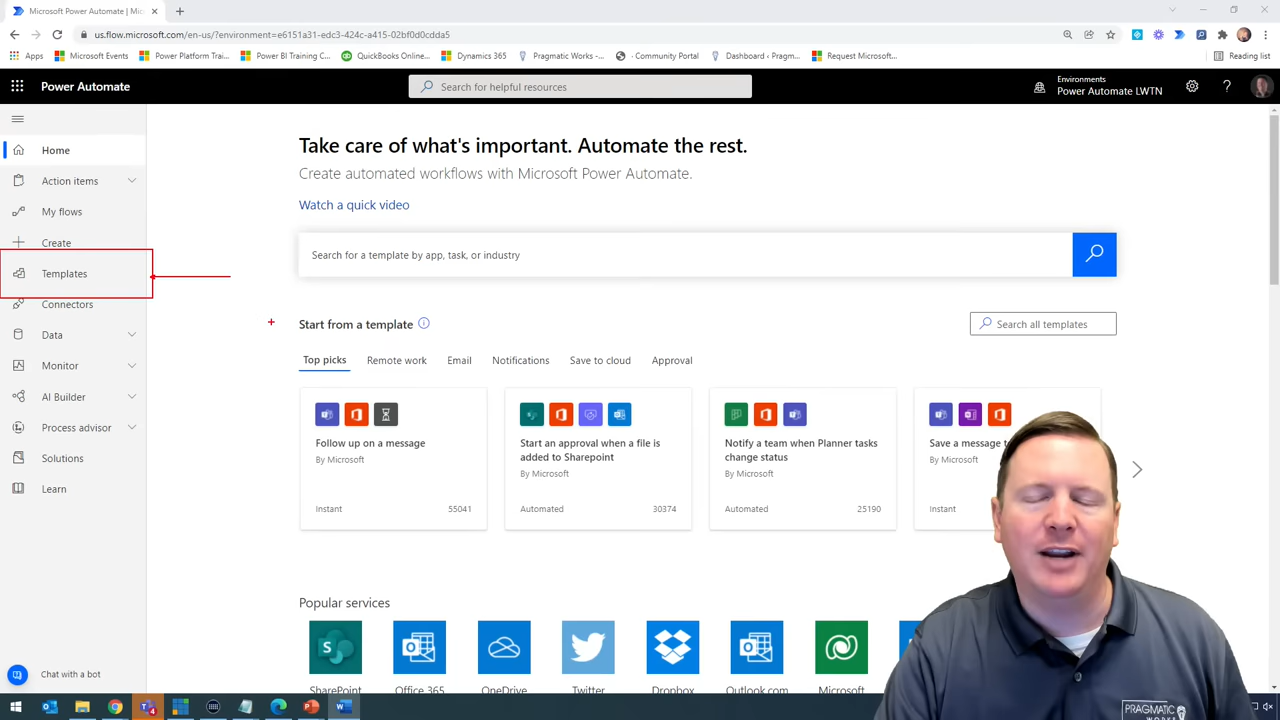 Microsoft Power Automate | Mic
us.flow.microsoft.com/en-us/?environment=e6151a31-edc3-424c-a415-02bf0d0cdda5
Apps
Microsoft Events
Power Platform Trai...
Power BI Training C...
QuickBooks Online...
Dynamics 365
Pragmatic Works -...
- Community Portal
Dashboard ‹ Pragm...
Request Microsof...
Reading list
Power Automate
Search for helpful resources
Environments
Power Automate LWTN
Home
Action items
My flows
Create
Templates
Connectors
Data
Monitor
AI Builder
Process advisor
Solutions
Learn
Chat with a bot
Take care of what's important. Automate the rest.
Create automated workflows with Microsoft Power Automate.
Watch a quick video
Search for a template by app, task, or industry
Start from a template
Search all templates
Top picks
Remote work
Email
Notifications
Save to cloud
Approval
Follow up on a message
By Microsoft
Instant
55041
Start an approval when a file is
added to Sharepoint
By Microsoft
Automated
30374
Notify a team when Planner tasks
change status
By Microsoft
Automated
25190
Save a message t
By Microsoft
Instant
Popular services
SharePoint
Office 365
OneDrive
Twitter
Dropbox
Outlook.com
Microsoft
PRAGMATIC
WORKS